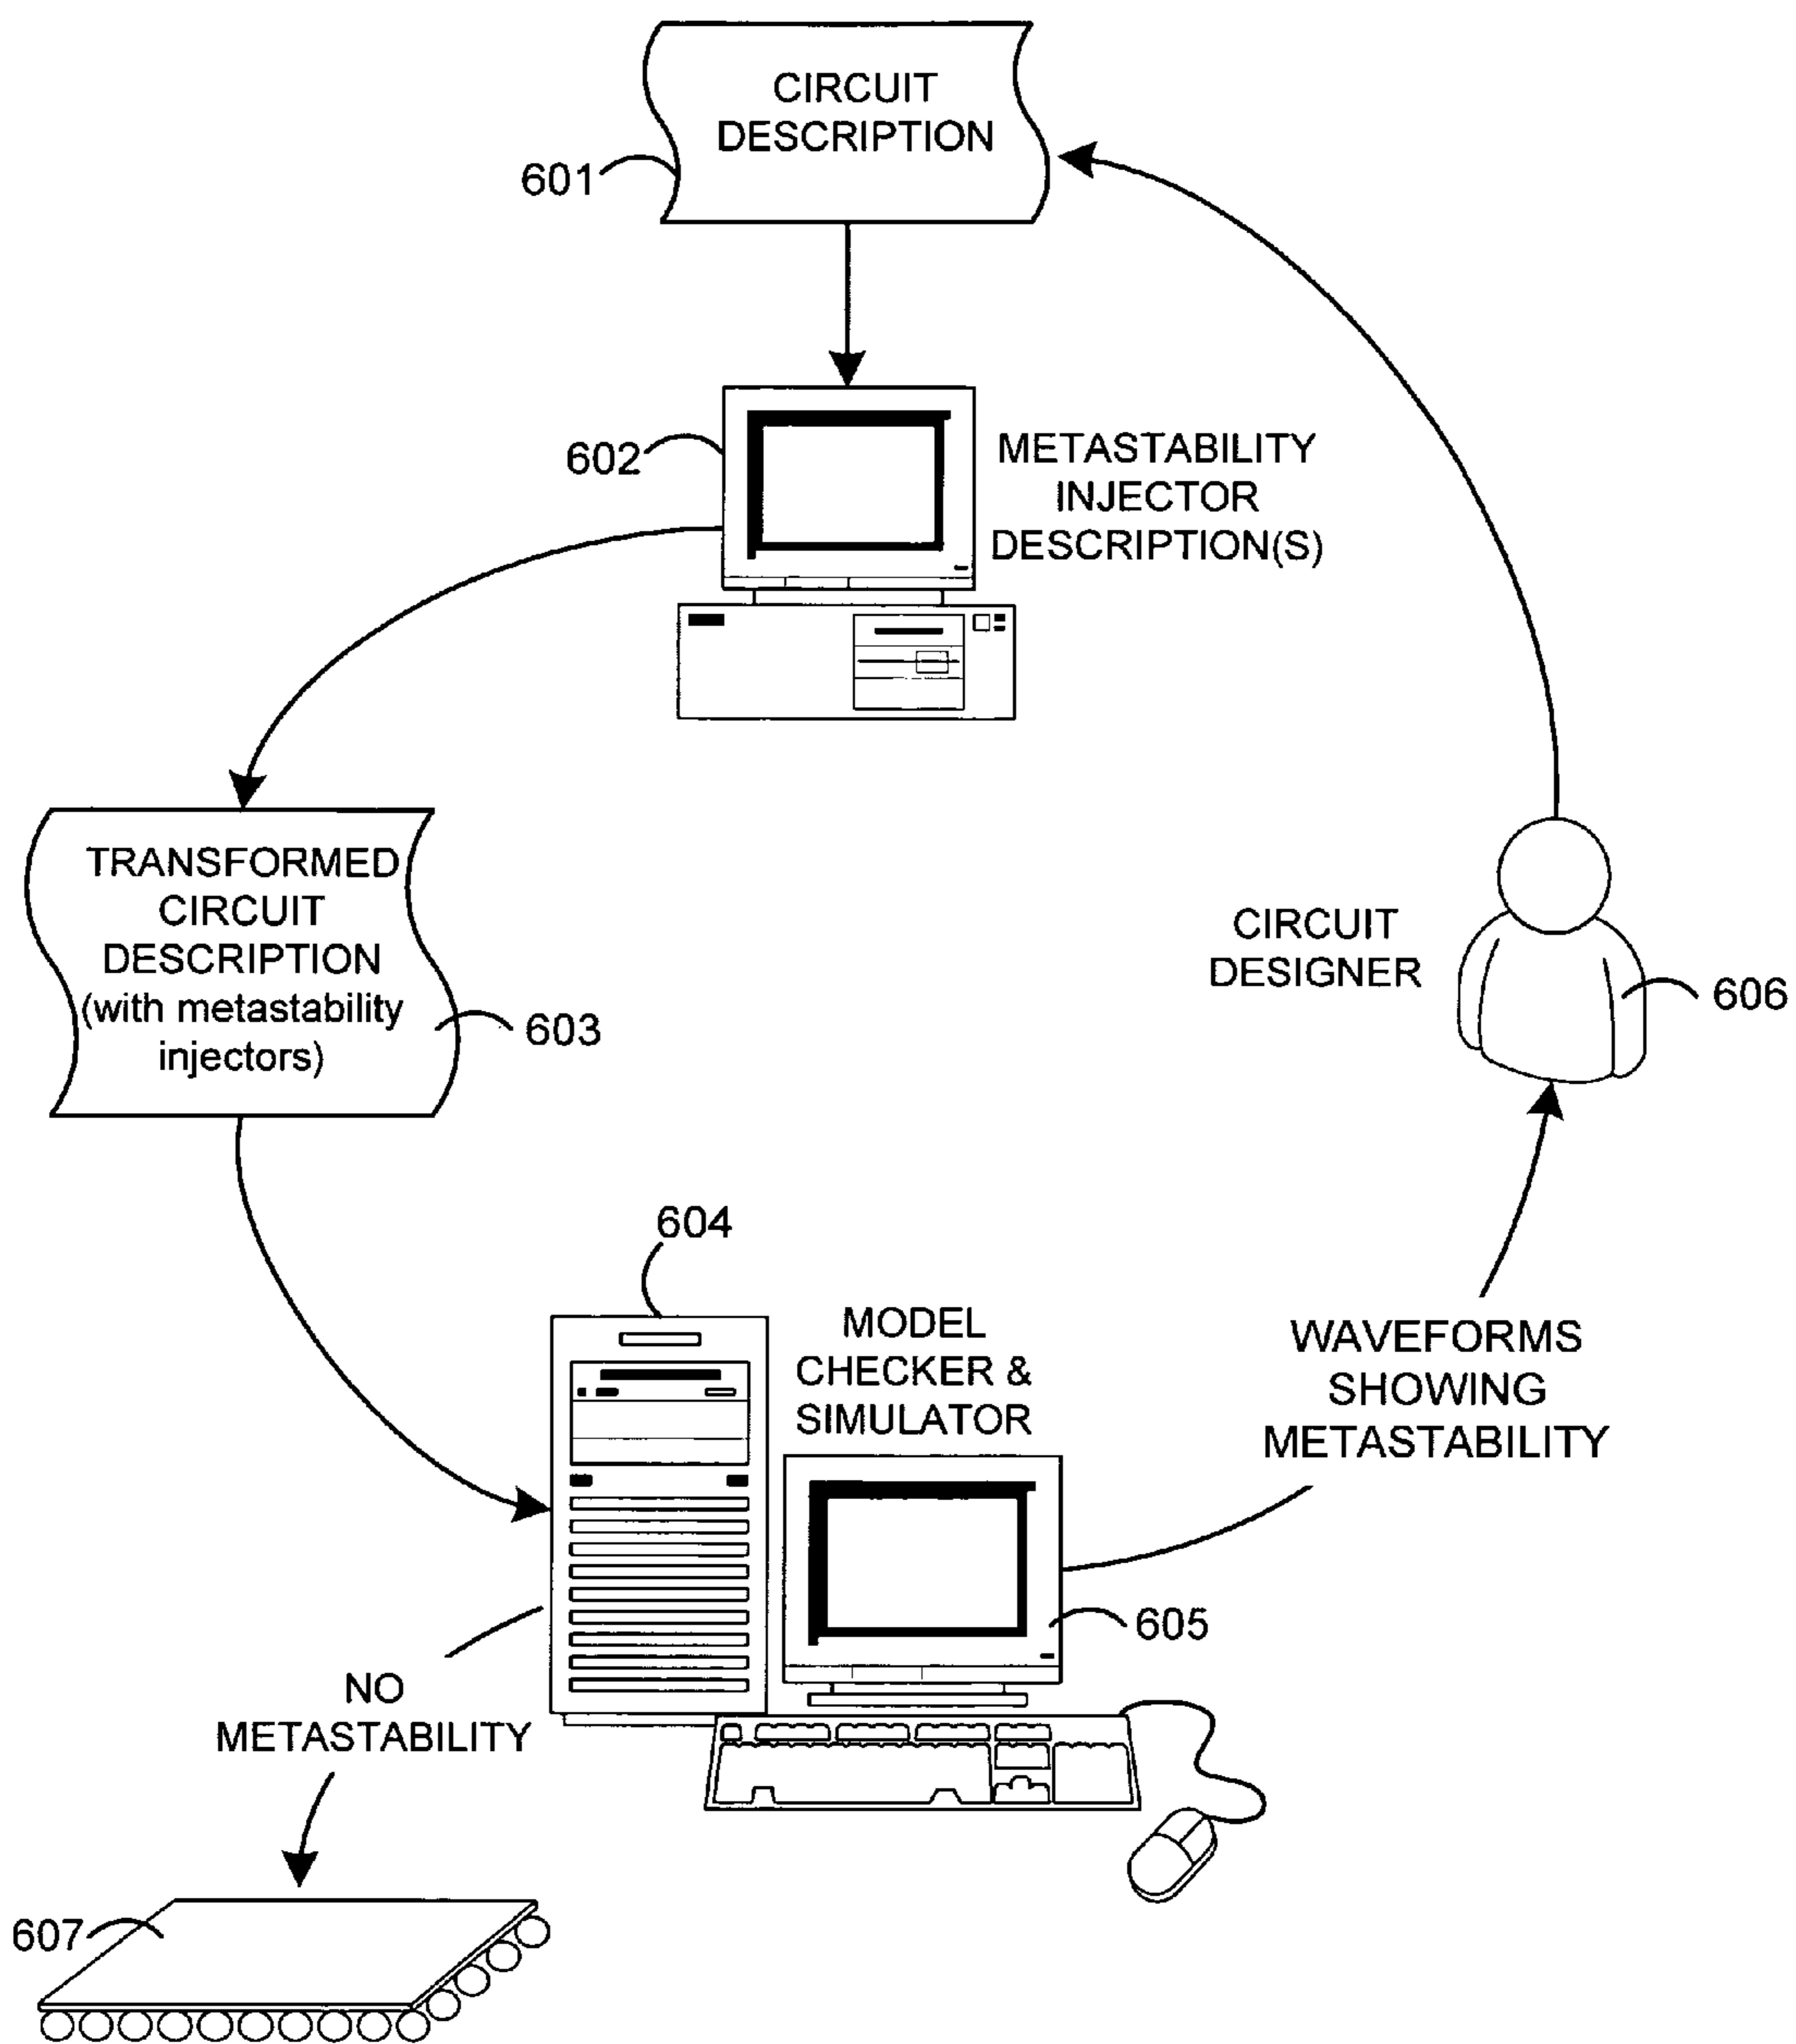 CIRCUIT
DESCRIPTION
601
602
METASTABILITY
INJECTOR
DESCRIPTION(S)
TRANSFORMED
CIRCUIT
DESCRIPTION
(with metastability
injectors)
603
CIRCUIT
DESIGNER
606
604
MODEL
CHECKER &
SIMULATOR
WAVEFORMS
SHOWING
METASTABILITY
605
NO
METASTABILITY
607